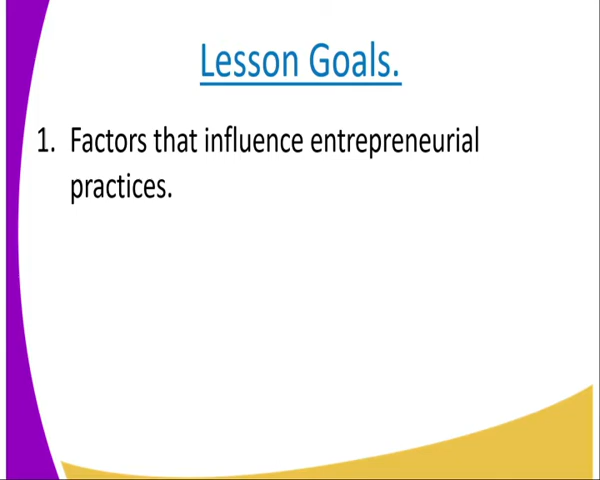 Lesson Goals.
1. Factors that influence entrepreneurial
practices.